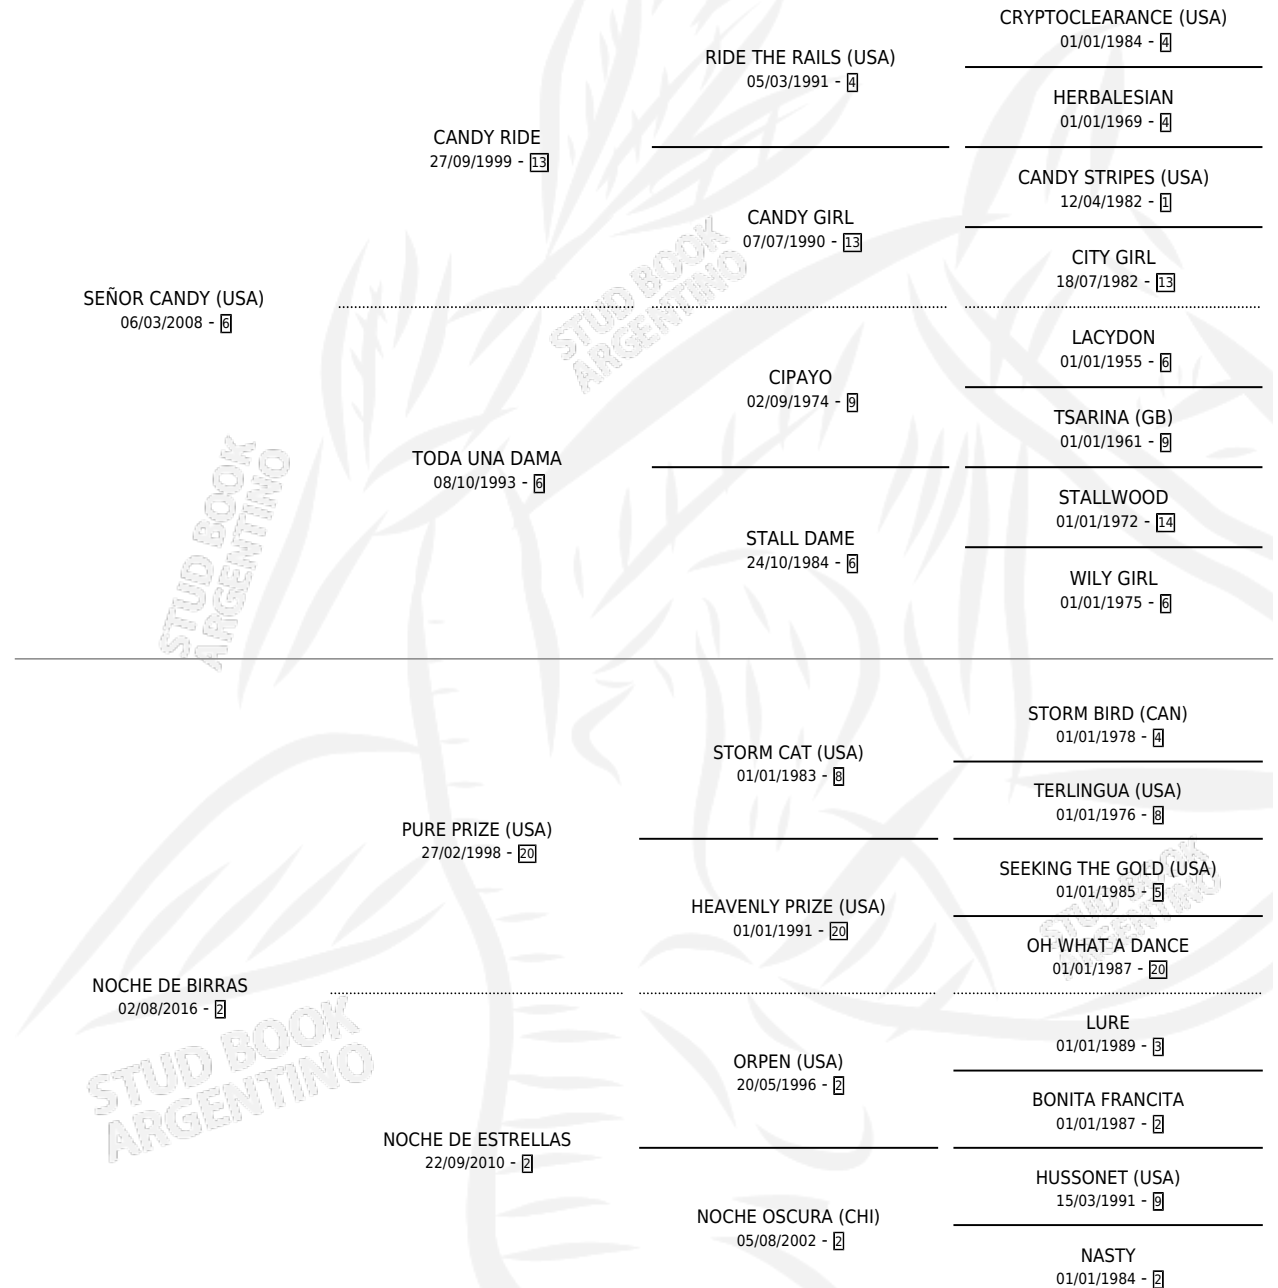 CRYPTOCLEARANCE (USA)
01/01/1984 - 4
RIDE THE RAILS (USA)
05/03/1991 - 4
HERBALESIAN
01/01/1969 - 4
CANDY RIDE
27/09/1999 - 13
CANDY STRIPES (USA)
12/04/1982 - 1
CANDY GIRL
07/07/1990 - 13
CITY GIRL
18/07/1982 - 13
SEÑOR CANDY (USA)
06/03/2008 - 6
LACYDON
01/01/1955 - 6
CIPAYO
02/09/1974 - 9
TSARINA (GB)
01/01/1961 - 9
TODA UNA DAMA
08/10/1993 - 6
STALLWOOD
01/01/1972 - 14
STALL DAME
24/10/1984 - 6
WILY GIRL
01/01/1975 - 6
STORM BIRD (CAN)
01/01/1978 - 4
STORM CAT (USA)
01/01/1983 - 8
TERLINGUA (USA)
01/01/1976 - 8
PURE PRIZE (USA)
27/02/1998 - 20
SEEKING THE GOLD (USA)
01/01/1985 - 5
HEAVENLY PRIZE (USA)
01/01/1991 - 20
OH WHAT A DANCE
01/01/1987 - 20
NOCHE DE BIRRAS
02/08/2016 - 2
LURE
01/01/1989 - 3
ORPEN (USA)
20/05/1996 - 2
BONITA FRANCITA
01/01/1987 - 2
NOCHE DE ESTRELLAS
22/09/2010 - 2
HUSSONET (USA)
15/03/1991 - 9
NOCHE OSCURA (CHI)
05/08/2002 - 2
NASTY
01/01/1984 - 2
STUD BOOK
ARGENTINO
STUD BOOK
ARGENTINO
STUD BOOK
ARGENTINO
STUD BOOK
ARGENTINO